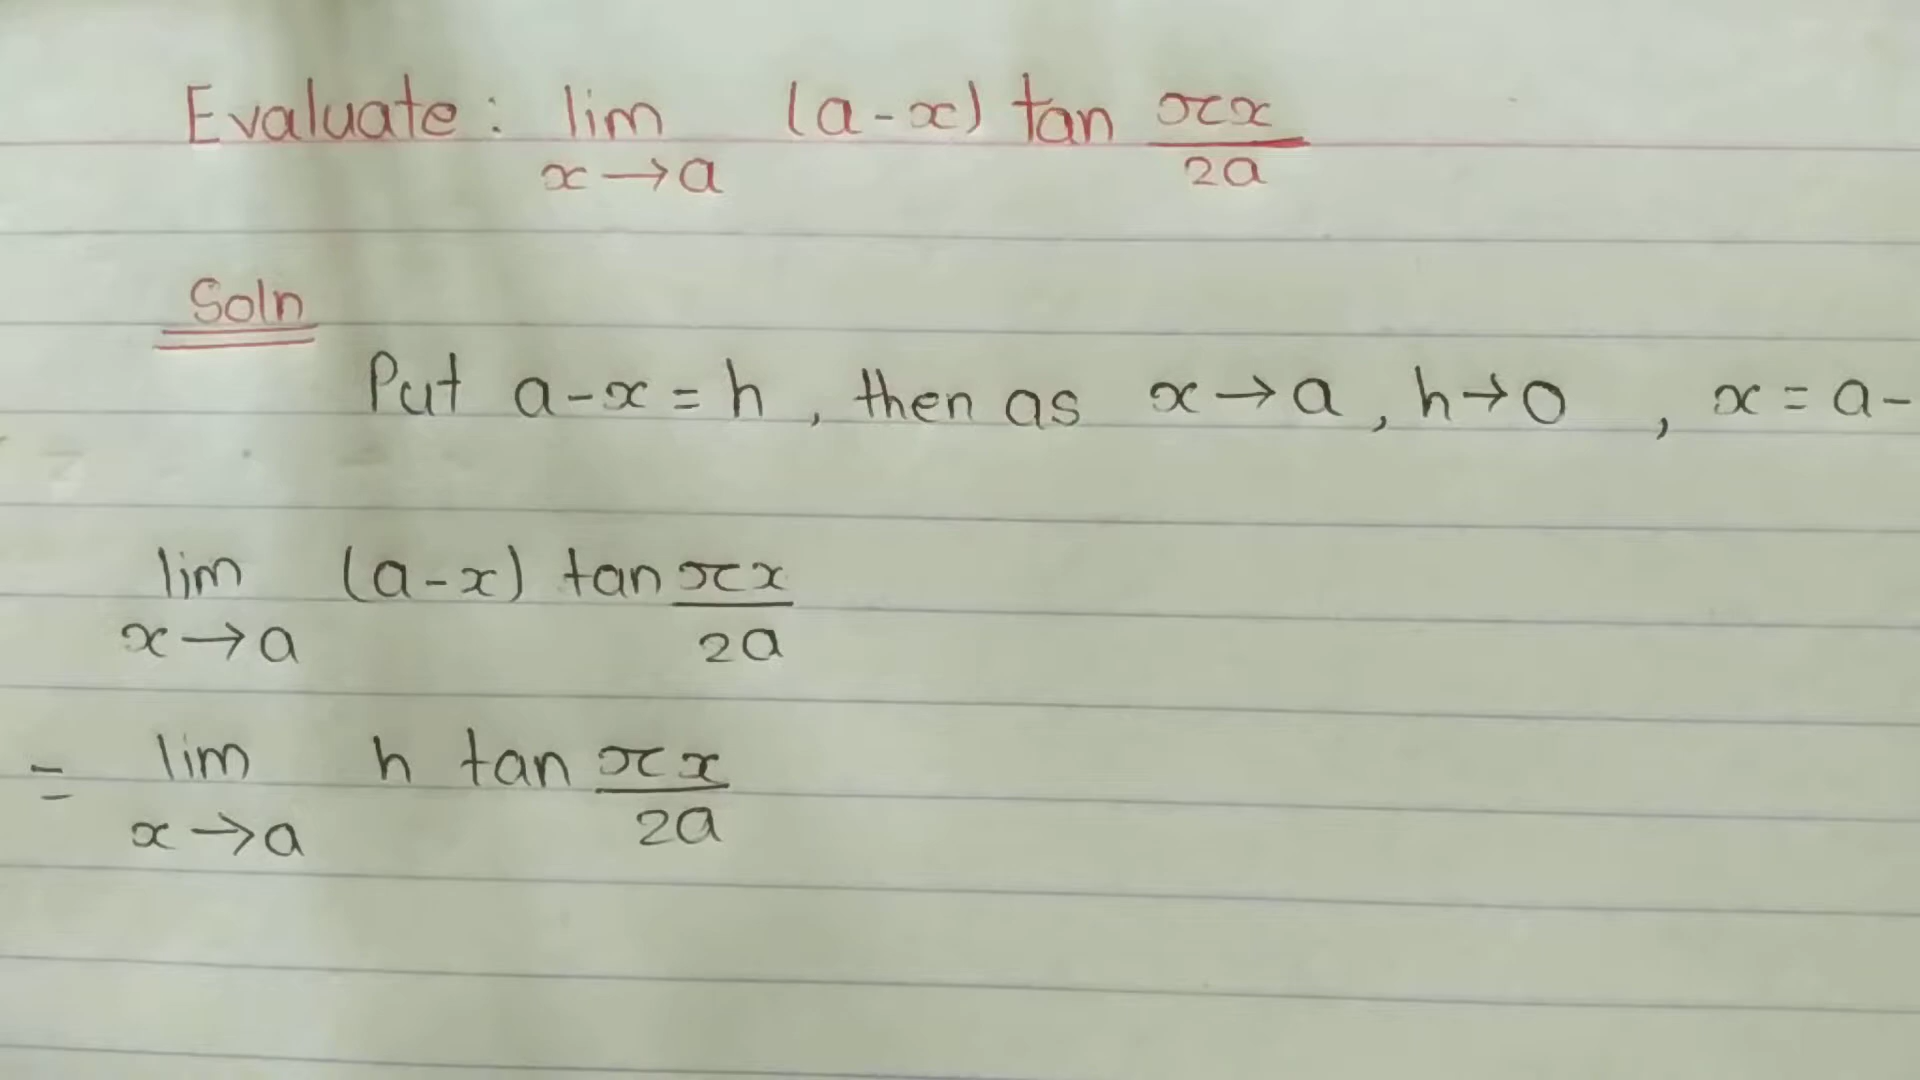 Evaluate: lim (a-x) tan πx
x→a 2a
Soln
Put a-x=h, then as x→a, h→0, x=a-
lim (a-x) tan πx
x→a 2a
= lim h tan πx
x→a 2a